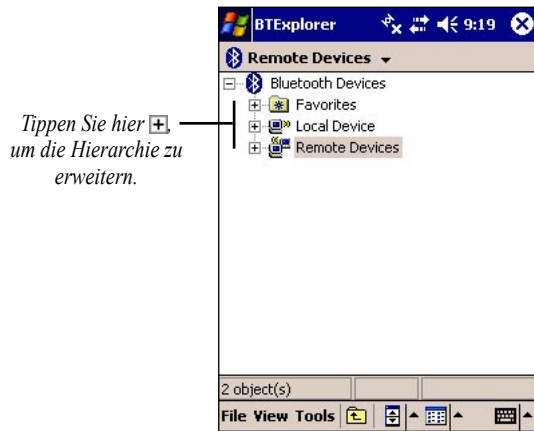 BTExplorer 9:19
Remote Devices
Bluetooth Devices
Favorites
Local Device
Remote Devices
Tippen Sie hier +,
um die Hierarchie zu
erweitern.
2 object(s)
File View Tools